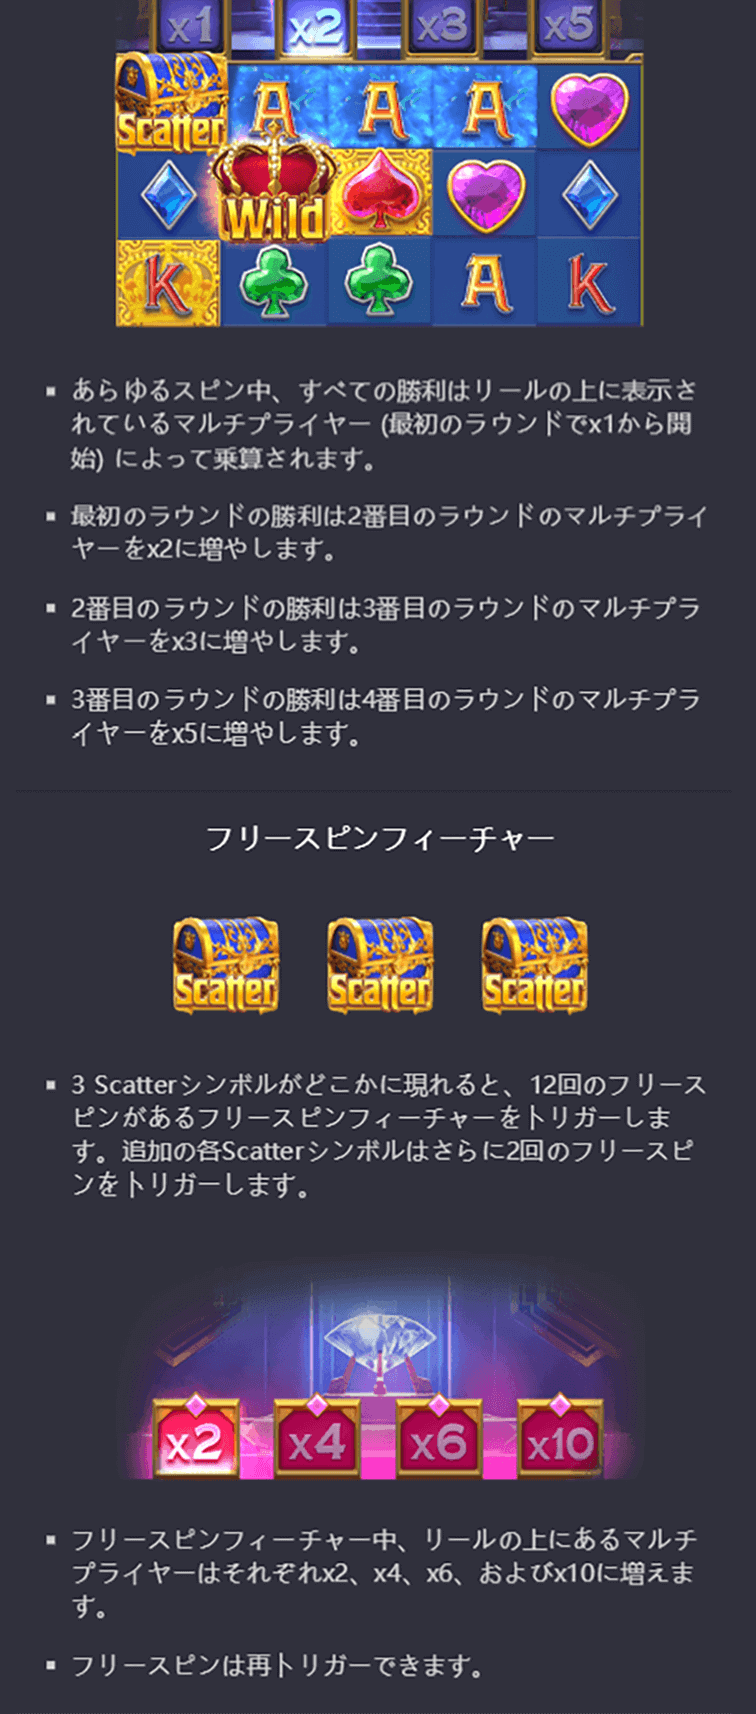 x1 x2 x3 x5
Scatter A A A
Wild
K A K
▪ あらゆるスピン中、すべての勝利はリールの上に表示さ
れているマルチプライヤー (最初のラウンドでx1から開
始) によって乗算されます。
▪ 最初のラウンドの勝利は2番目のラウンドのマルチプライ
ヤーをx2に増やします。
▪ 2番目のラウンドの勝利は3番目のラウンドのマルチプラ
イヤーをx3に増やします。
▪ 3番目のラウンドの勝利は4番目のラウンドのマルチプラ
イヤーをx5に増やします。
フリースピンフィーチャー
Scatter Scatter Scatter
▪ 3 Scatterシンボルがどこかに現れると、12回のフリース
ピンがあるフリースピンフィーチャーをトリガーしま
す。追加の各Scatterシンボルはさらに2回のフリースピ
ンをトリガーします。
x2 x4 x6 x10
▪ フリースピンフィーチャー中、リールの上にあるマルチ
プライヤーはそれぞれx2、x4、x6、およびx10に増えま
す。
▪ フリースピンは再トリガーできます。